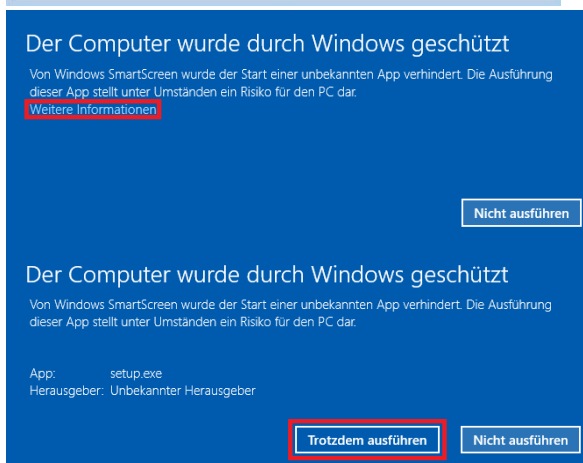 Der Computer wurde durch Windows geschützt
Von Windows SmartScreen wurde der Start einer unbekannten App verhindert. Die Ausführung
dieser App stellt unter Umständen ein Risiko für den PC dar.
Weitere Informationen
Nicht ausführen
Der Computer wurde durch Windows geschützt
Von Windows SmartScreen wurde der Start einer unbekannten App verhindert. Die Ausführung
dieser App stellt unter Umständen ein Risiko für den PC dar.
App: setup.exe
Herausgeber: Unbekannter Herausgeber
Trotzdem ausführen Nicht ausführen